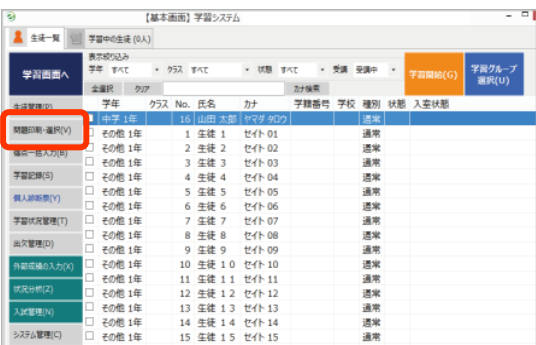 【基本画面】学習システム
生徒一覧 学習中の生徒 (0人)
表示絞り込み
学年 すべて クラス すべて 状態 すべて 受講 受講中
学習画面へ
学習開始(G)
学習グループ
選択(U)
全選択 クリア カナ検索
生徒管理(P)
問題印刷・選択(V)
得点一括入力(B)
学習記録(S)
個人診断票(Y)
学習状況管理(T)
出欠管理(D)
外部成績の入力(X)
状況分析(Z)
入試管理(N)
システム管理(C)
学年 クラス No. 氏名 カナ 学籍番号 学校 種別 状態 入室状態
中学 1年 16 山田 太郎 ヤマダ タロウ 通常
その他 1年 1 生徒 1 セイト 01 通常
その他 1年 2 生徒 2 セイト 02 通常
その他 1年 3 生徒 3 セイト 03 通常
その他 1年 4 生徒 4 セイト 04 通常
その他 1年 5 生徒 5 セイト 05 通常
その他 1年 6 生徒 6 セイト 06 通常
その他 1年 7 生徒 7 セイト 07 通常
その他 1年 8 生徒 8 セイト 08 通常
その他 1年 9 生徒 9 セイト 09 通常
その他 1年 10 生徒 10 セイト 10 通常
その他 1年 11 生徒 11 セイト 11 通常
その他 1年 12 生徒 12 セイト 12 通常
その他 1年 13 生徒 13 セイト 13 通常
その他 1年 14 生徒 14 セイト 14 通常
その他 1年 15 生徒 15 セイト 15 通常